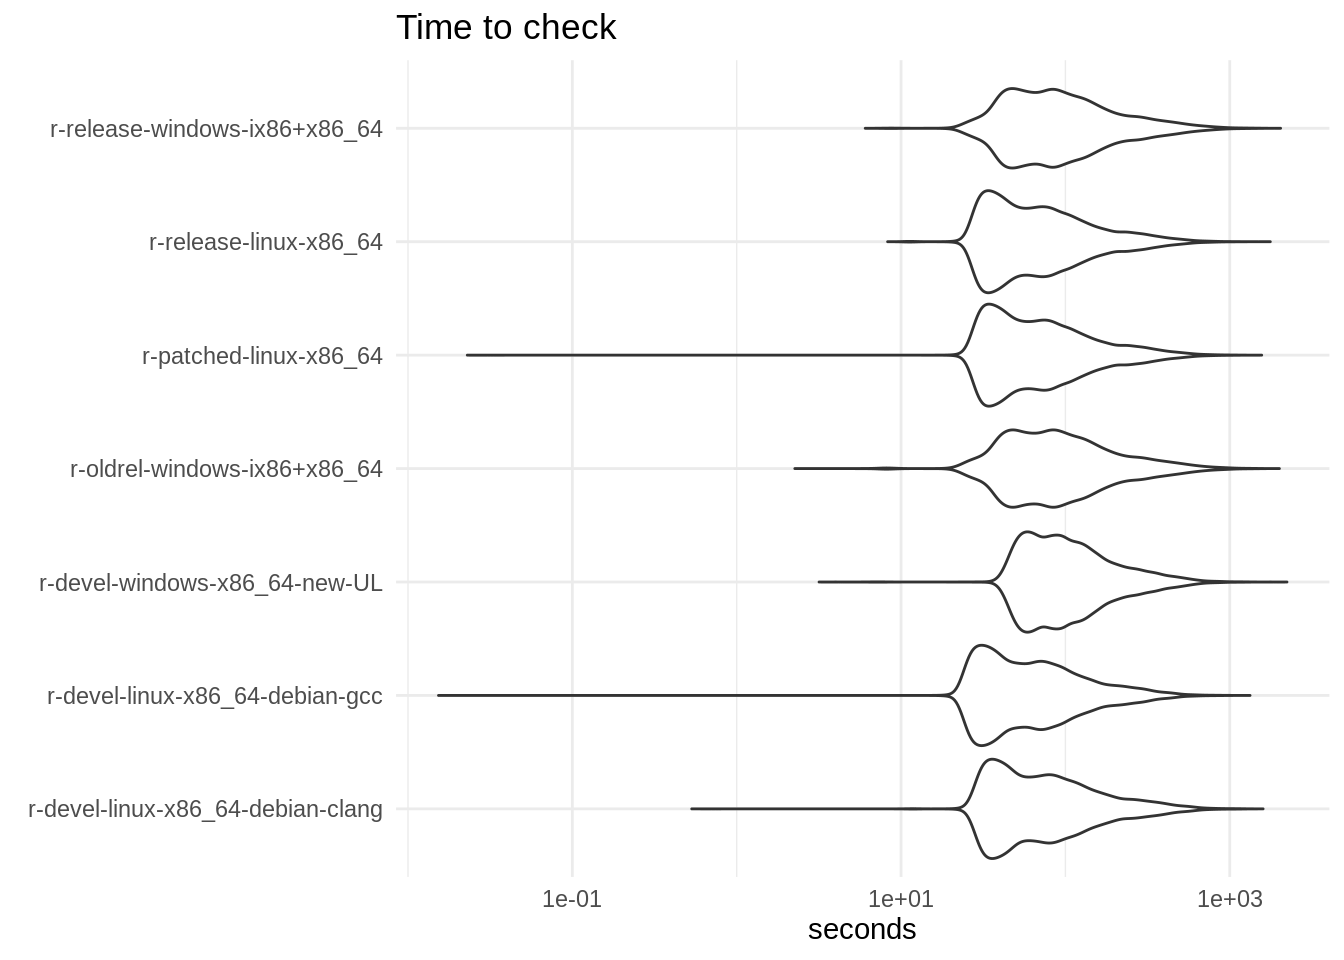 Time to check
r-release-windows-ix86+x86_64
r-release-linux-x86_64
r-patched-linux-x86_64
r-oldrel-windows-ix86+x86_64
r-devel-windows-x86_64-new-UL
r-devel-linux-x86_64-debian-gcc
r-devel-linux-x86_64-debian-clang
1e-01 1e+01 1e+03
seconds